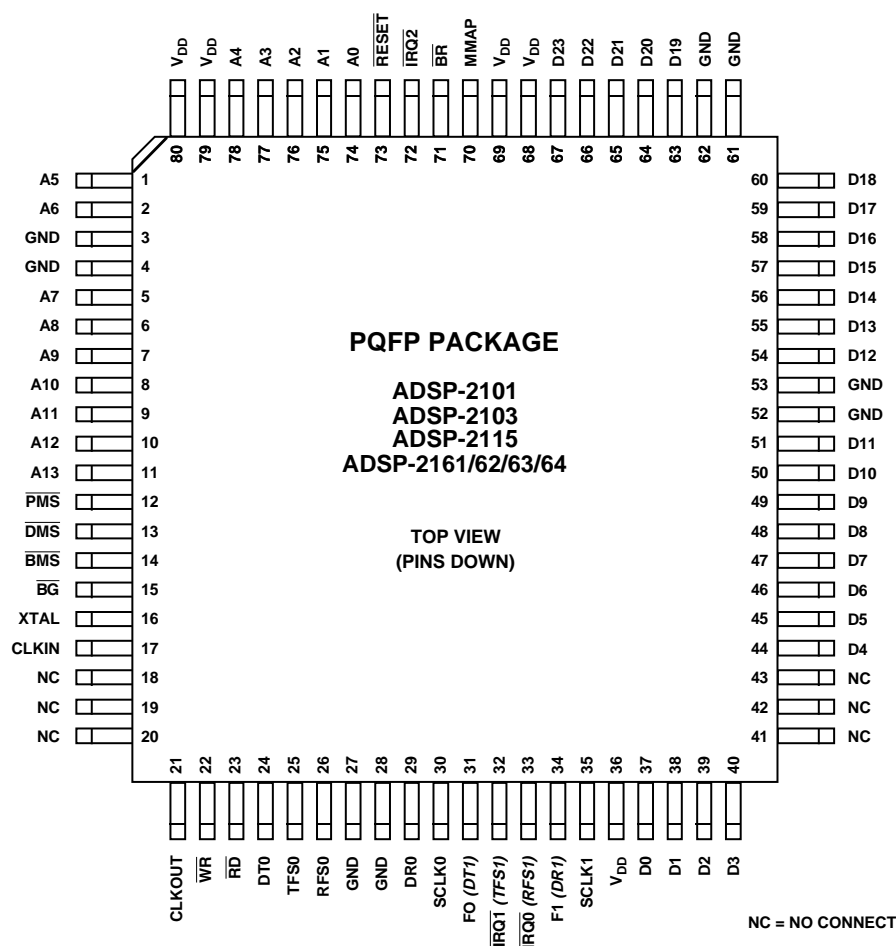 V_DD V_DD A4 A3 A2 A1 A0 RESET IRQ2 BR MMAP V_DD V_DD D23 D22 D21 D20 D19 GND GND
80 79 78 77 76 75 74 73 72 71 70 69 68 67 66 65 64 63 62 61
A5 1 60 D18
A6 2 59 D17
GND 3 58 D16
GND 4 57 D15
A7 5 56 D14
A8 6 55 D13
A9 7 54 D12
A10 8 53 GND
A11 9 52 GND
A12 10 51 D11
A13 11 50 D10
PMS 12 49 D9
DMS 13 48 D8
BMS 14 47 D7
BG 15 46 D6
XTAL 16 45 D5
CLKIN 17 44 D4
NC 18 43 NC
NC 19 42 NC
NC 20 41 NC
PQFP PACKAGE
ADSP-2101
ADSP-2103
ADSP-2115
ADSP-2161/62/63/64
TOP VIEW
(PINS DOWN)
21 22 23 24 25 26 27 28 29 30 31 32 33 34 35 36 37 38 39 40
CLKOUT WR RD DT0 TFS0 RFS0 GND GND DR0 SCLK0 FO (DT1) IRQ1 (TFS1) IRQ0 (RFS1) F1 (DR1) SCLK1 V_DD D0 D1 D2 D3
NC = NO CONNECT